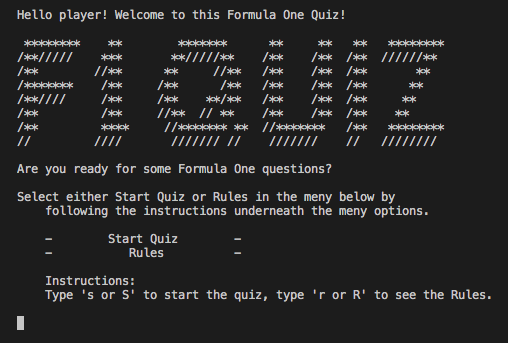 Hello player! Welcome to this Formula One Quiz!
F1QUIZ
Are you ready for some Formula One questions?
Select either Start Quiz or Rules in the meny below by
following the instructions underneath the meny options.
– Start Quiz –
– Rules –
Instructions:
Type 's or S' to start the quiz, type 'r or R' to see the Rules.